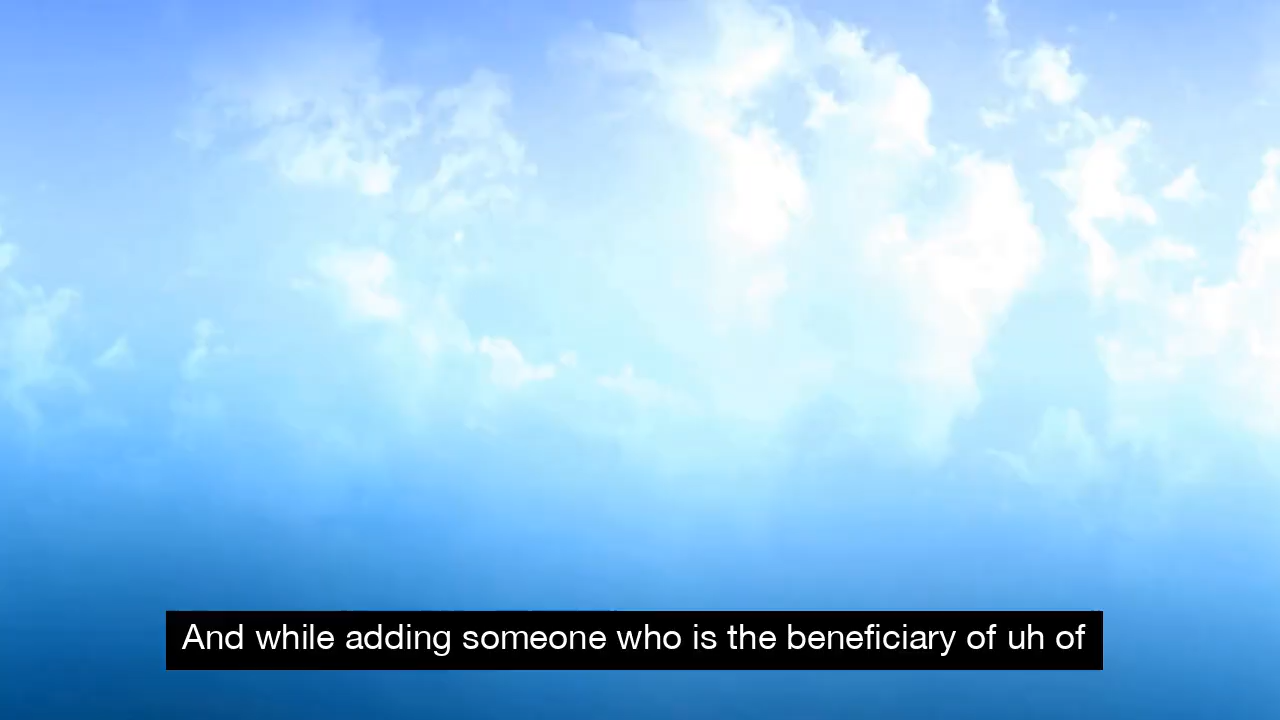 And while adding someone who is the beneficiary of uh of